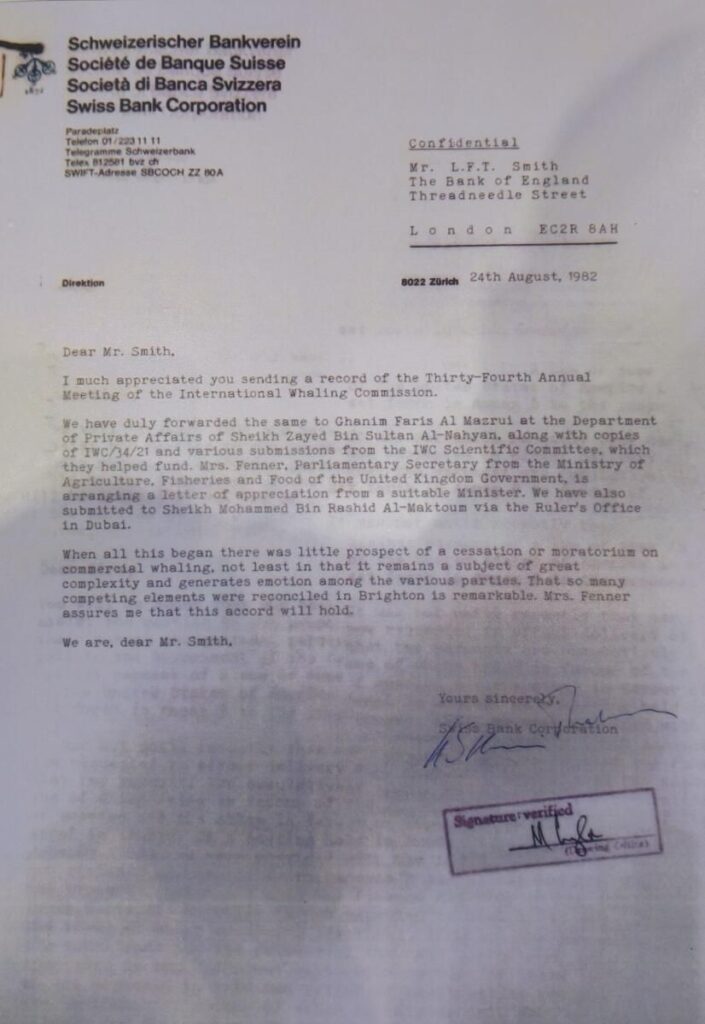 Schweizerischer Bankverein
Société de Banque Suisse
Società di Banca Svizzera
Swiss Bank Corporation
1872
Paradeplatz
Telefon 01/223 11 11
Telegramme Schweizerbank
Telex 812581 bvz ch
SWIFT-Adresse SBCOCH ZZ 80A
Confidential
Mr. L.F.T. Smith
The Bank of England
Threadneedle Street
London EC2R 8AH
Direktion
8022 Zürich 24th August, 1982
Dear Mr. Smith,
I much appreciated you sending a record of the Thirty-Fourth Annual
Meeting of the International Whaling Commission.
We have duly forwarded the same to Ghanim Faris Al Mazrui at the Department
of Private Affairs of Sheikh Zayed Bin Sultan Al-Nahyan, along with copies
of IWC/34/21 and various submissions from the IWC Scientific Committee, which
they helped fund. Mrs. Fenner, Parliamentary Secretary from the Ministry of
Agriculture, Fisheries and Food of the United Kingdom Government, is
arranging a letter of appreciation from a suitable Minister. We have also
submitted to Sheikh Mohammed Bin Rashid Al-Maktoum via the Ruler's Office
in Dubai.
When all this began there was little prospect of a cessation or moratorium on
commercial whaling, not least in that it remains a subject of great
complexity and generates emotion among the various parties. That so many
competing elements were reconciled in Brighton is remarkable. Mrs. Fenner
assures me that this accord will hold.
We are, dear Mr. Smith,
Yours sincerely,
Swiss Bank Corporation
Signature verified